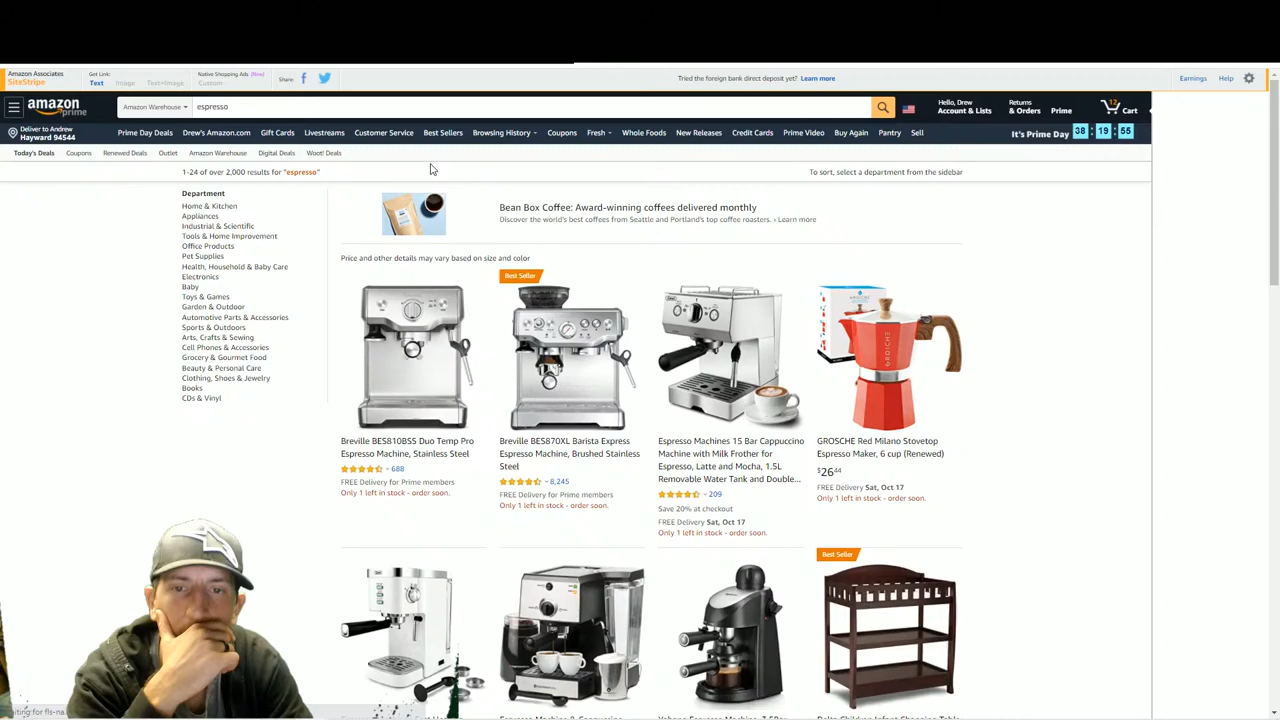 Amazon Associates
SiteStripe
Get Link:
Text
Image
Text+Image
Native Shopping Ads (New)
Custom
Share:
Tried the foreign bank direct deposit yet? Learn more
Earnings
Help
amazon
prime
Amazon Warehouse
espresso
Hello, Drew
Account & Lists
Returns
& Orders
Prime
12
Cart
Deliver to Andrew
Hayward 94544
Prime Day Deals
Drew's Amazon.com
Gift Cards
Livestreams
Customer Service
Best Sellers
Browsing History
Coupons
Fresh
Whole Foods
New Releases
Credit Cards
Prime Video
Buy Again
Pantry
Sell
It's Prime Day 38 : 19 : 55
Today's Deals
Coupons
Renewed Deals
Outlet
Amazon Warehouse
Digital Deals
Woot! Deals
1-24 of over 2,000 results for "espresso"
To sort, select a department from the sidebar
Department
Home & Kitchen
Appliances
Industrial & Scientific
Tools & Home Improvement
Office Products
Pet Supplies
Health, Household & Baby Care
Electronics
Baby
Toys & Games
Garden & Outdoor
Automotive Parts & Accessories
Sports & Outdoors
Arts, Crafts & Sewing
Cell Phones & Accessories
Grocery & Gourmet Food
Beauty & Personal Care
Clothing, Shoes & Jewelry
Books
CDs & Vinyl
Bean Box Coffee: Award-winning coffees delivered monthly
Discover the world's best coffees from Seattle and Portland's top coffee roasters. › Learn more
Price and other details may vary based on size and color
Breville BES810BSS Duo Temp Pro
Espresso Machine, Stainless Steel
688
FREE Delivery for Prime members
Only 1 left in stock - order soon.
Best Seller
Breville BES870XL Barista Express
Espresso Machine, Brushed Stainless
Steel
8,245
FREE Delivery for Prime members
Only 1 left in stock - order soon.
Espresso Machines 15 Bar Cappuccino
Machine with Milk Frother for
Espresso, Latte and Mocha, 1.5L
Removable Water Tank and Double...
209
Save 20% at checkout
FREE Delivery Sat, Oct 17
Only 1 left in stock - order soon.
GROSCHE
GROSCHE Red Milano Stovetop
Espresso Maker, 6 cup (Renewed)
$26 44
FREE Delivery Sat, Oct 17
Only 1 left in stock - order soon.
Best Seller